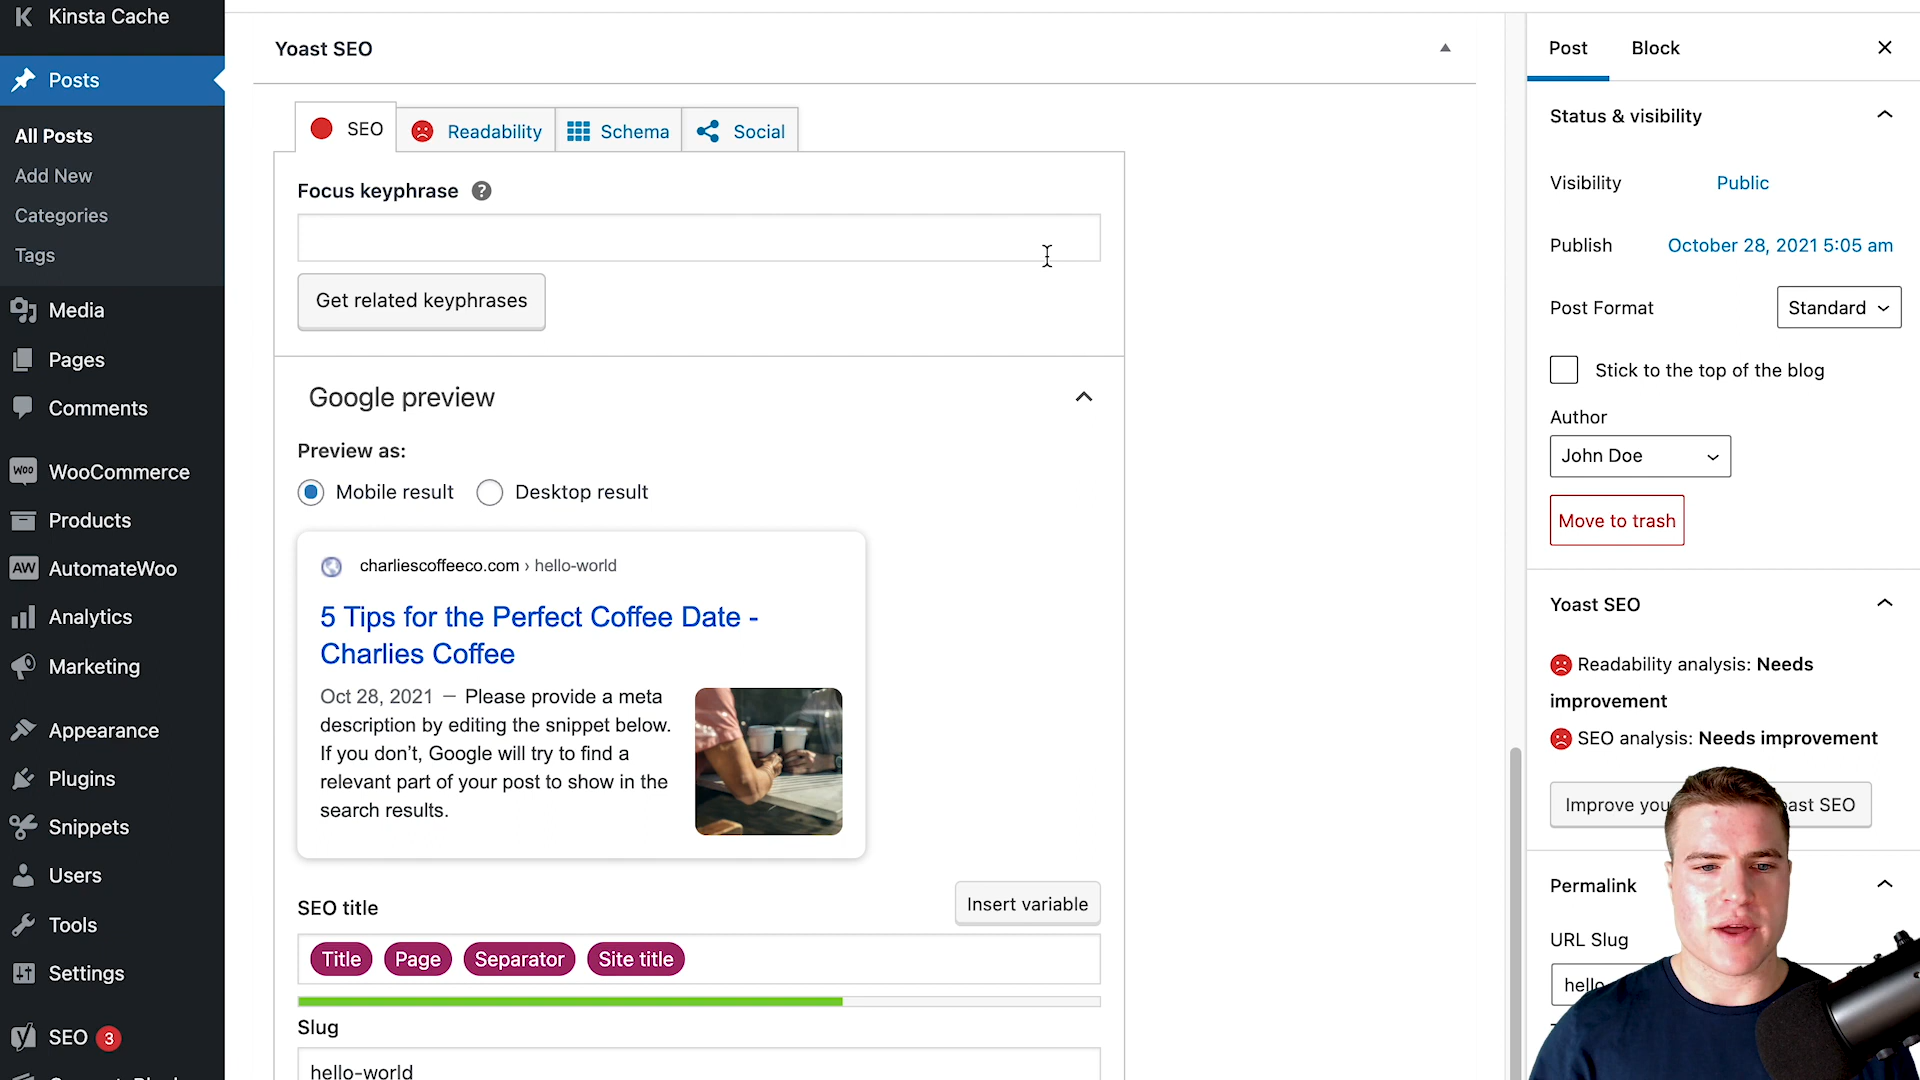 Kinsta Cache
Posts
All Posts
Add New
Categories
Tags
Media
Pages
Comments
Woo
WooCommerce
Products
AW
AutomateWoo
Analytics
Marketing
Appearance
Plugins
Snippets
Users
Tools
Settings
SEO 3
Yoast SEO
SEO
Readability
Schema
Social
Focus keyphrase ?
Get related keyphrases
Google preview
Preview as:
Mobile result
Desktop result
charliescoffeeco.com › hello-world
5 Tips for the Perfect Coffee Date -
Charlies Coffee
Oct 28, 2021 — Please provide a meta
description by editing the snippet below.
If you don't, Google will try to find a
relevant part of your post to show in the
search results.
SEO title
Insert variable
Title
Page
Separator
Site title
Slug
hello-world
Post
Block
Status & visibility
Visibility
Public
Publish
October 28, 2021 5:05 am
Post Format
Standard
Stick to the top of the blog
Author
John Doe
Move to trash
Yoast SEO
Readability analysis: Needs
improvement
SEO analysis: Needs improvement
Improve SEO
Permalink
URL Slug